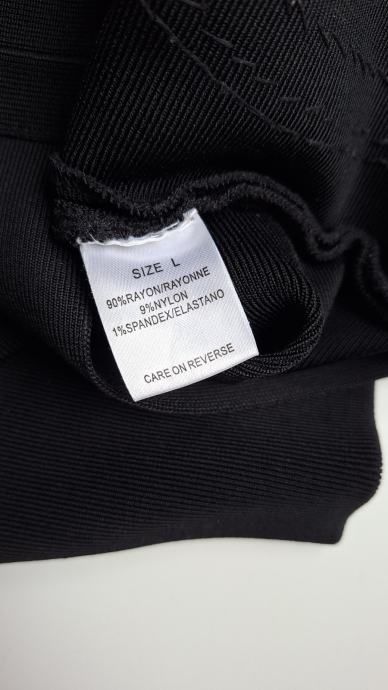 SIZE L
90%RAYON/RAYONNE
9%NYLON
1%SPANDEX/ELASTANO
CARE ON REVERSE